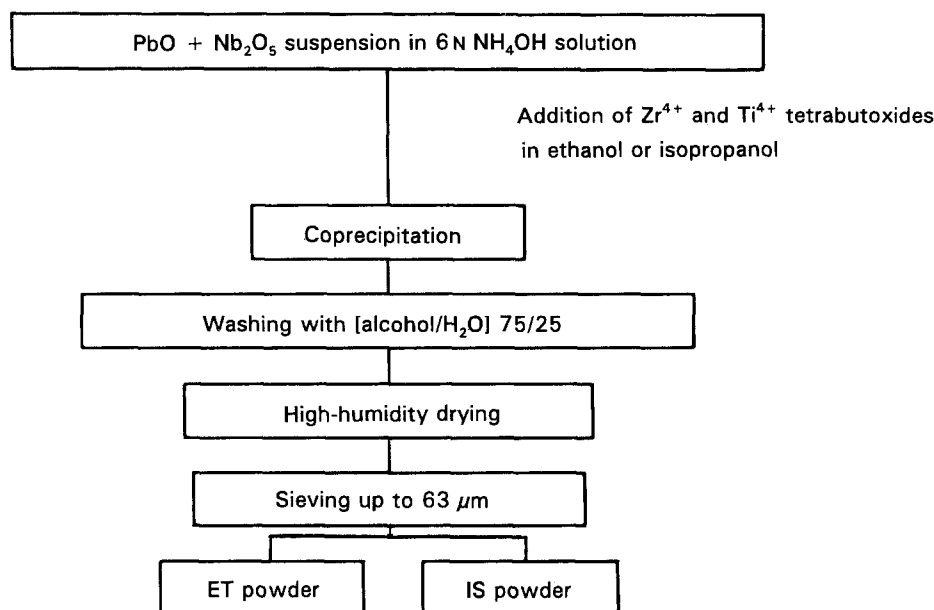 PbO + Nb₂O₅ suspension in 6N NH₄OH solution
Addition of Zr⁴⁺ and Ti⁴⁺ tetrabutoxides
in ethanol or isopropanol
Coprecipitation
Washing with [alcohol/H₂O] 75/25
High-humidity drying
Sieving up to 63 μm
ET powder
IS powder